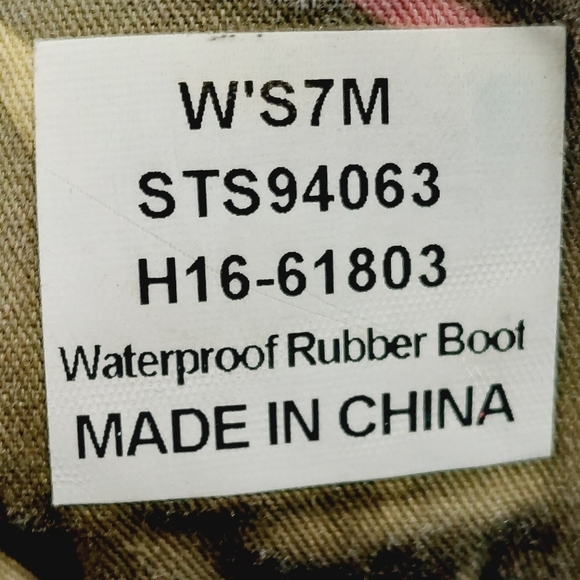 W'S7M
STS94063
H16-61803
Waterproof Rubber Boot
MADE IN CHINA